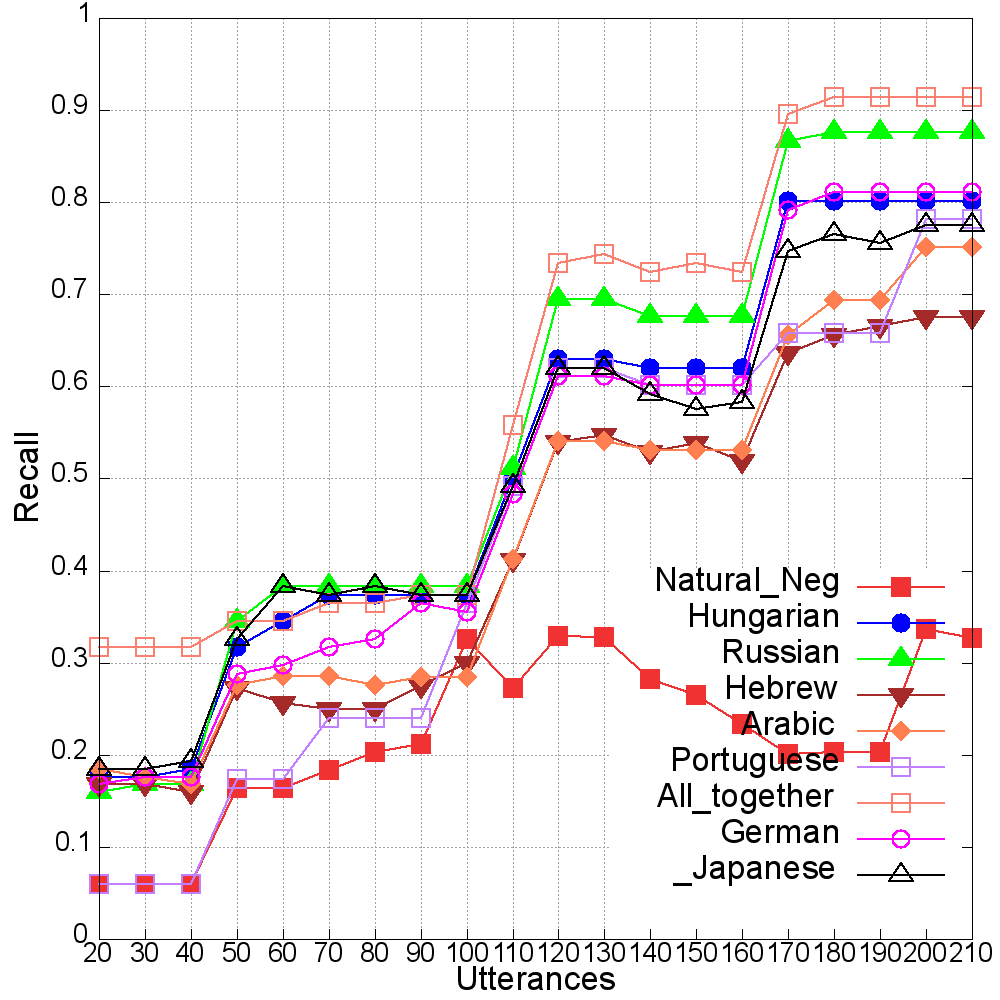 1
0.9
0.8
0.7
0.6
0.5
0.4
0.3
0.2
0.1
0
Recall
Natural_Neg
Hungarian
Russian
Hebrew
Arabic
Portuguese
All_together
German
_Japanese
20 30 40 50 60 70 80 90 100 110 120 130 140 150 160 170 180 190 200 210
Utterances